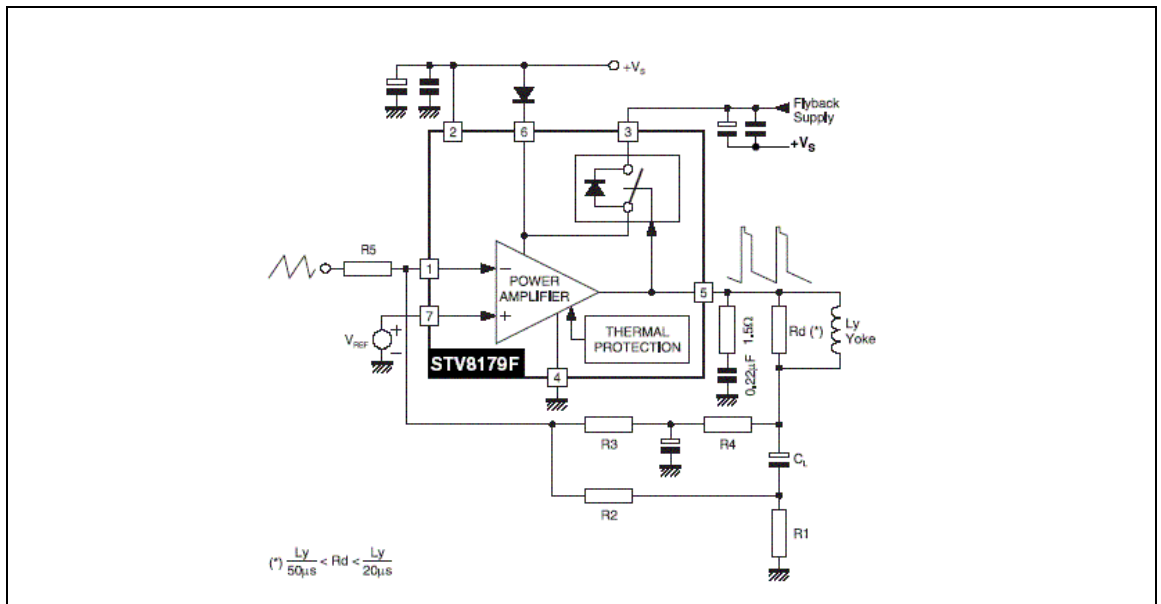 +VS
Flyback
Supply
+VS
2
6
3
R5
1
−
POWER
AMPLIFIER
5
7
+
VREF
+
−
THERMAL
PROTECTION
STV8179F
4
1.5Ω
0.22µF
Rd (*)
Ly
Yoke
R3
R4
CL
R2
R1
(*) Ly/50µs < Rd < Ly/20µs